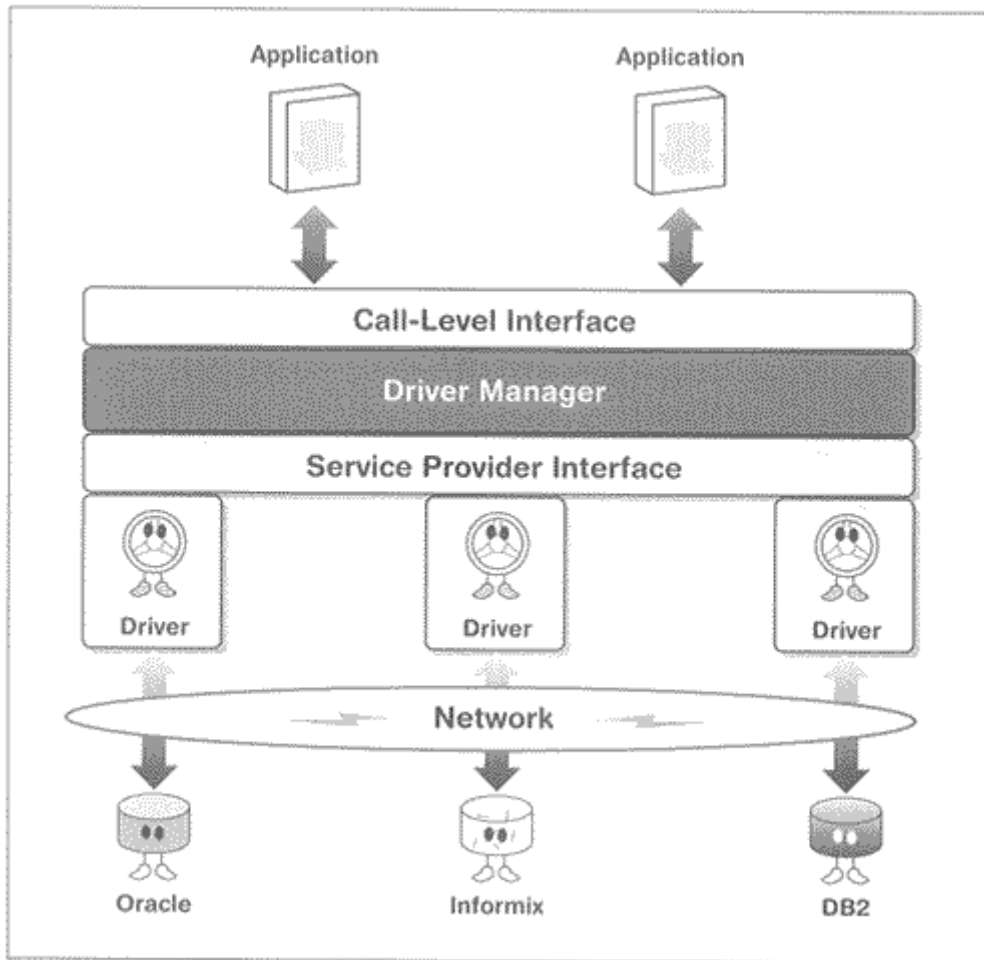 Application Application
Call-Level Interface
Driver Manager
Service Provider Interface
Driver Driver Driver
Network
Oracle Informix DB2